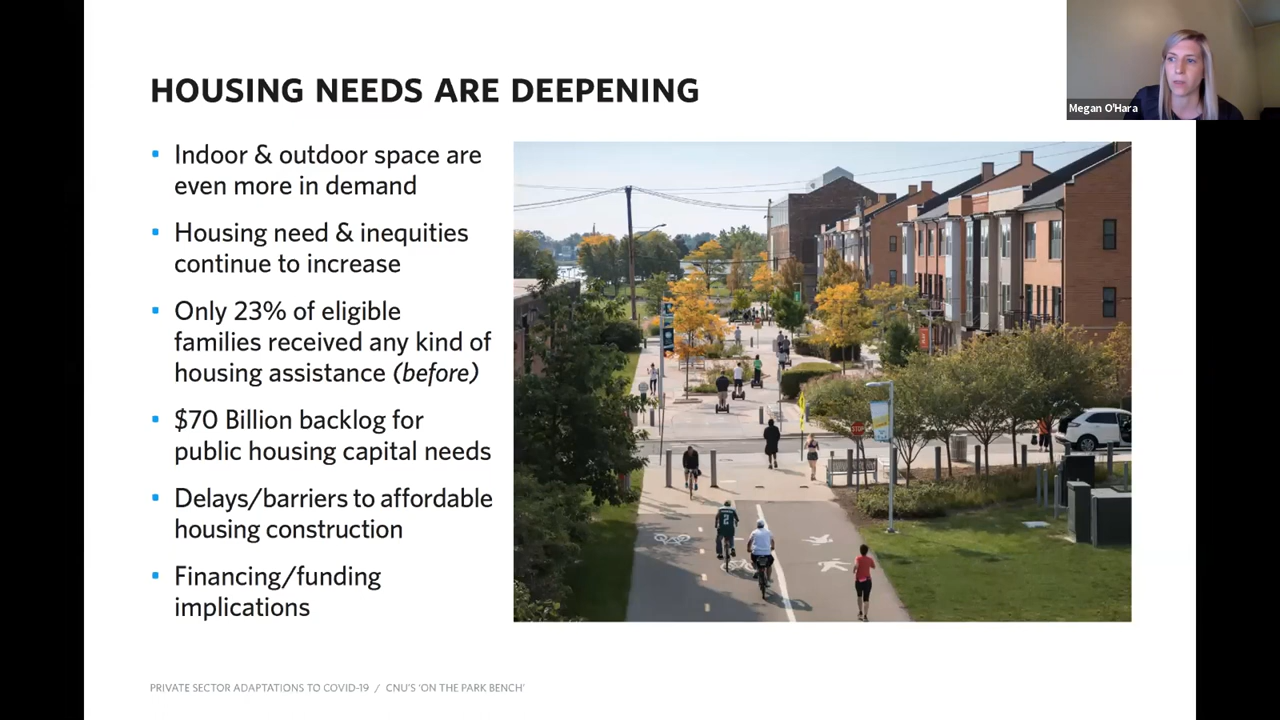 HOUSING NEEDS ARE DEEPENING
Megan O'Hara
Indoor & outdoor space are
even more in demand
Housing need & inequities
continue to increase
Only 23% of eligible
families received any kind of
housing assistance (before)
$70 Billion backlog for
public housing capital needs
Delays/barriers to affordable
housing construction
Financing/funding
implications
STOP
2
PRIVATE SECTOR ADAPTATIONS TO COVID-19 / CNU'S 'ON THE PARK BENCH'